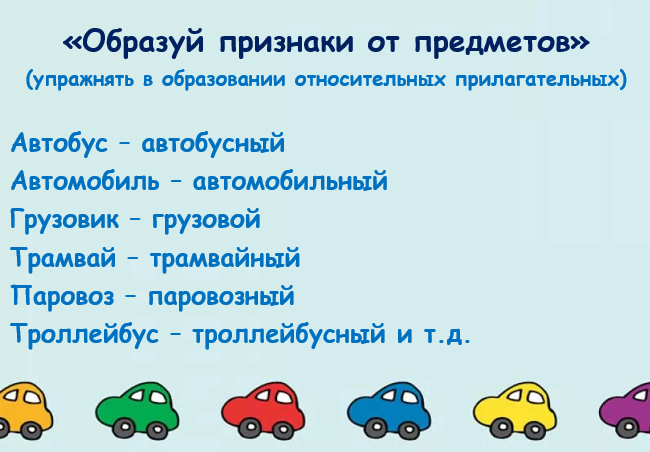 «Образуй признаки от предметов»
(упражнять в образовании относительных прилагательных)
Автобус – автобусный
Автомобиль – автомобильный
Грузовик – грузовой
Трамвай – трамвайный
Паровоз – паровозный
Троллейбус – троллейбусный и т.д.